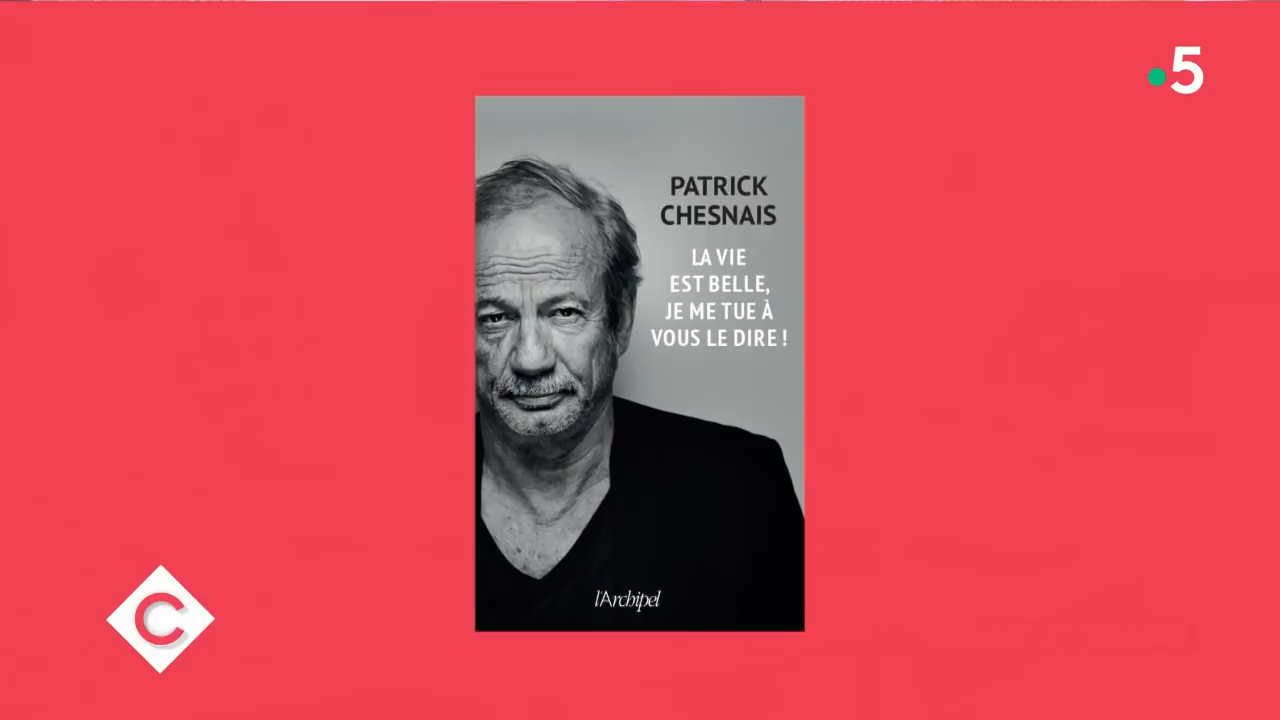 5
PATRICK
CHESNAIS
LA VIE
EST BELLE,
JE ME TUE À
VOUS LE DIRE !
l'Archipel
C